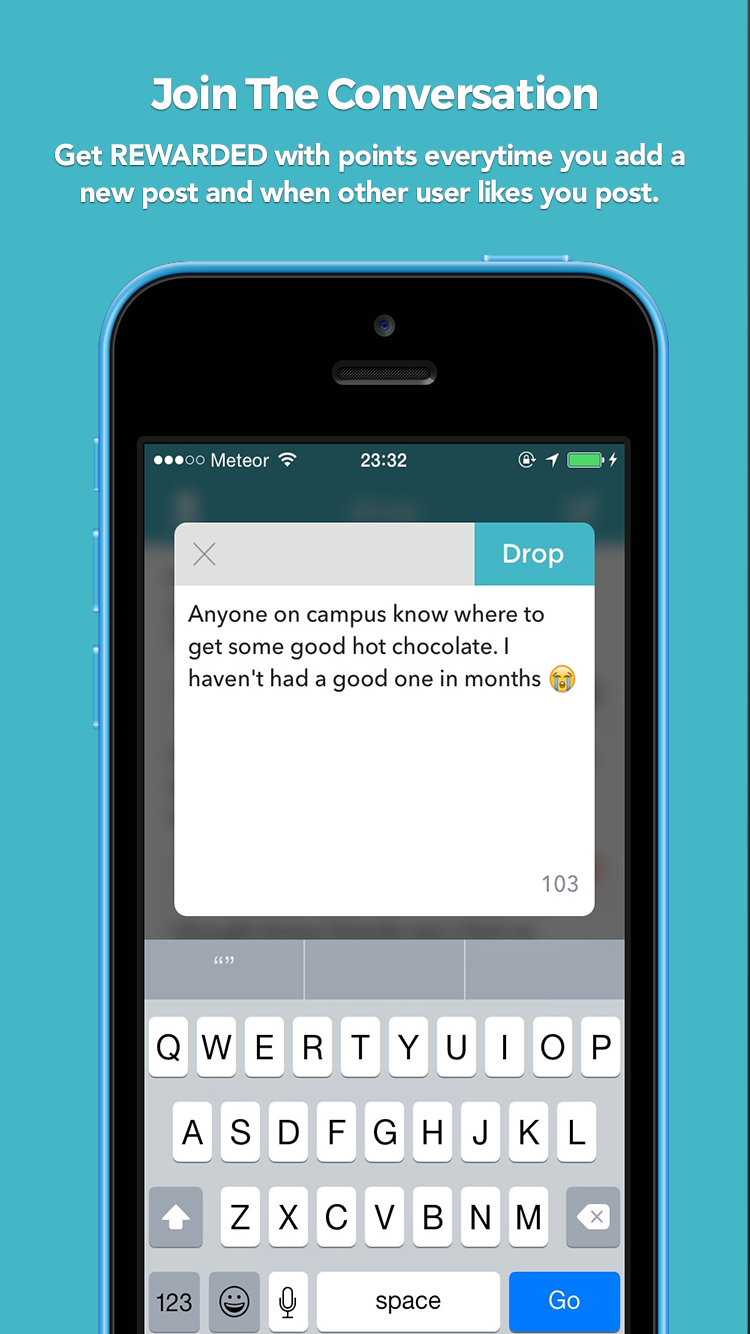 Join The Conversation
Get REWARDED with points everytime you add a
new post and when other user likes you post.
Meteor 23:32
Drop
Anyone on campus know where to
get some good hot chocolate. I
haven't had a good one in months 😭
103
“”
Q W E R T Y U I O P
A S D F G H J K L
Z X C V B N M
123 space Go